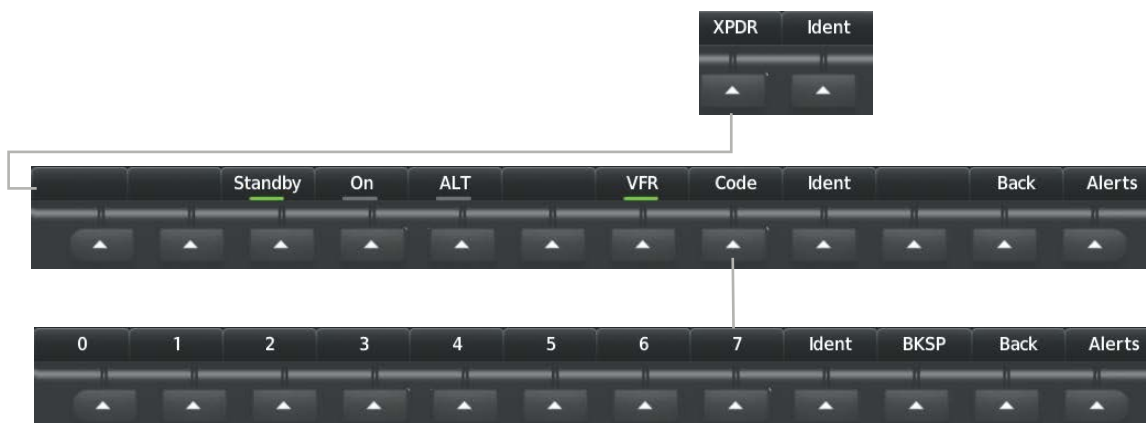 XPDR Ident
Standby On ALT VFR Code Ident Back Alerts
0 1 2 3 4 5 6 7 Ident BKSP Back Alerts